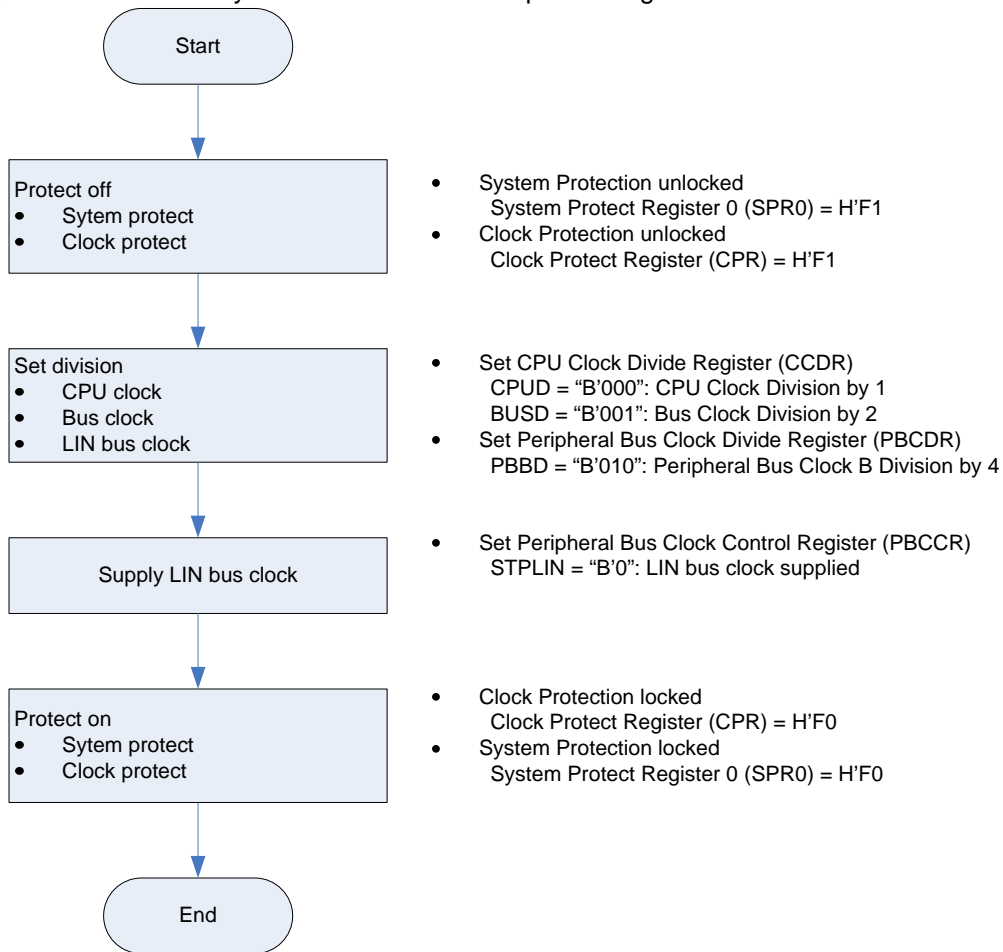 Start
Protect off
• Sytem protect
• Clock protect
• System Protection unlocked
System Protect Register 0 (SPR0) = H'F1
• Clock Protection unlocked
Clock Protect Register (CPR) = H'F1
Set division
• CPU clock
• Bus clock
• LIN bus clock
• Set CPU Clock Divide Register (CCDR)
CPUD = “B'000”: CPU Clock Division by 1
BUSD = “B'001”: Bus Clock Division by 2
• Set Peripheral Bus Clock Divide Register (PBCDR)
PBBD = “B'010”: Peripheral Bus Clock B Division by 4
Supply LIN bus clock
• Set Peripheral Bus Clock Control Register (PBCCR)
STPLIN = “B'0”: LIN bus clock supplied
Protect on
• Sytem protect
• Clock protect
• Clock Protection locked
Clock Protect Register (CPR) = H'F0
• System Protection locked
System Protect Register 0 (SPR0) = H'F0
End